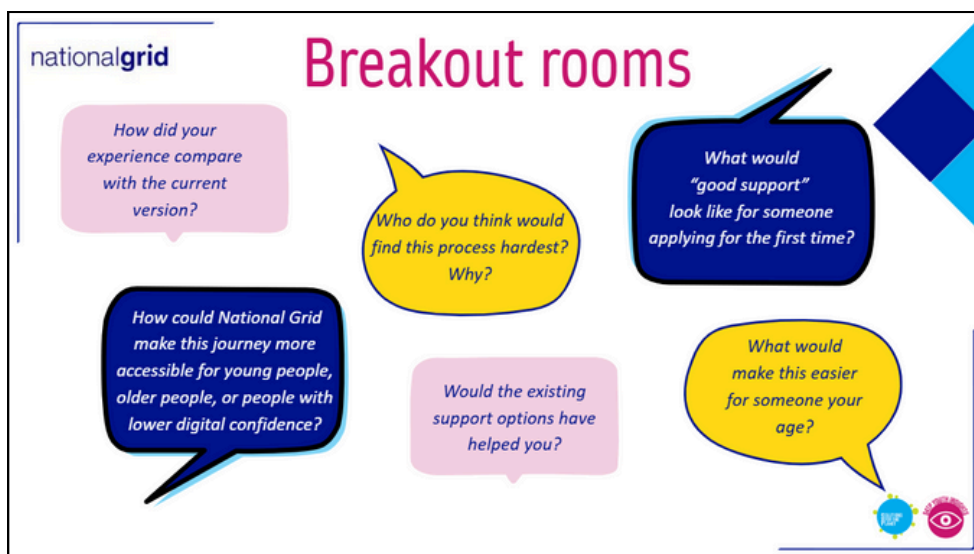 nationalgrid
Breakout rooms
How did your
experience compare
with the current
version?
Who do you think would
find this process hardest?
Why?
What would
“good support”
look like for someone
applying for the first time?
How could National Grid
make this journey more
accessible for young people,
older people, or people with
lower digital confidence?
Would the existing
support options have
helped you?
What would
make this easier
for someone your
age?